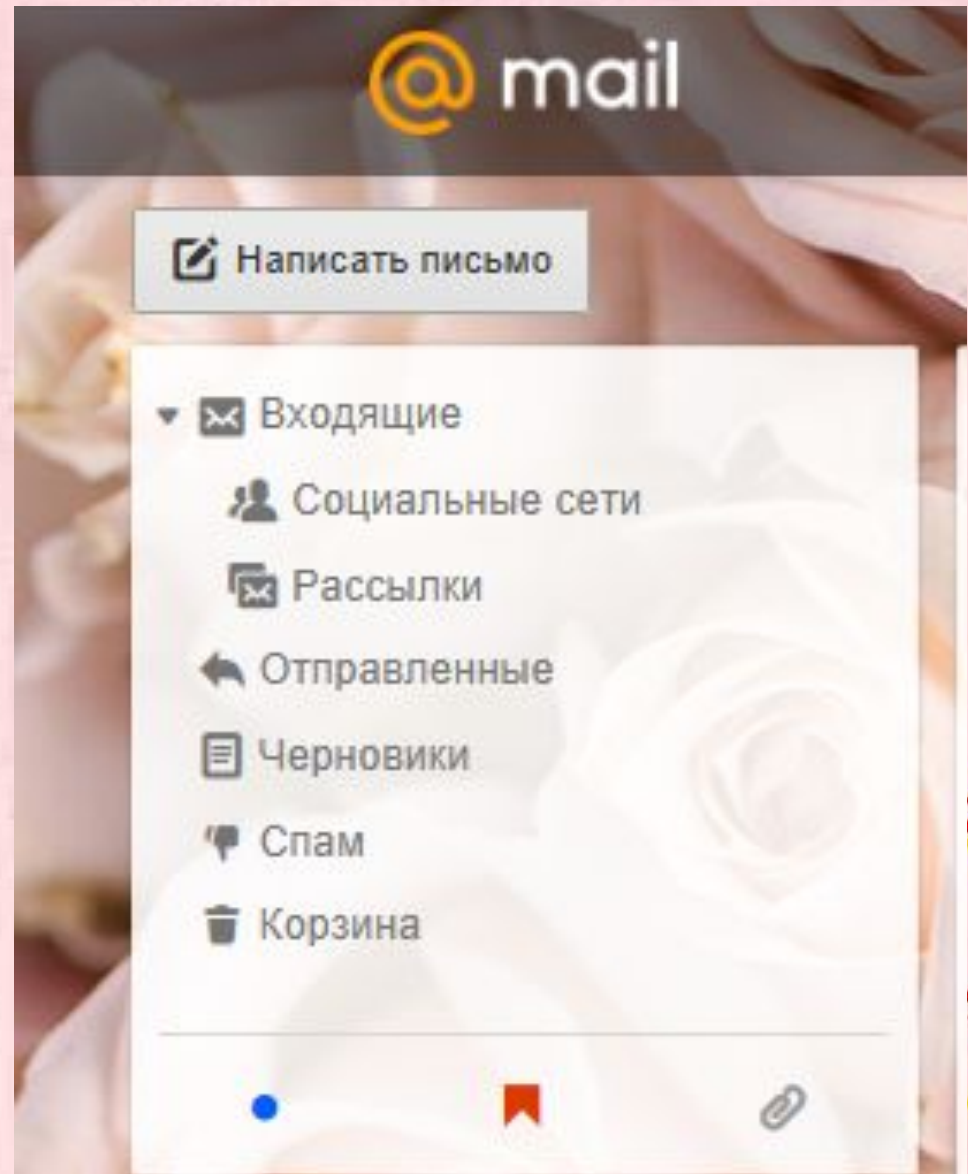 @ mail
Написать письмо
Входящие
Социальные сети
Рассылки
Отправленные
Черновики
Спам
Корзина